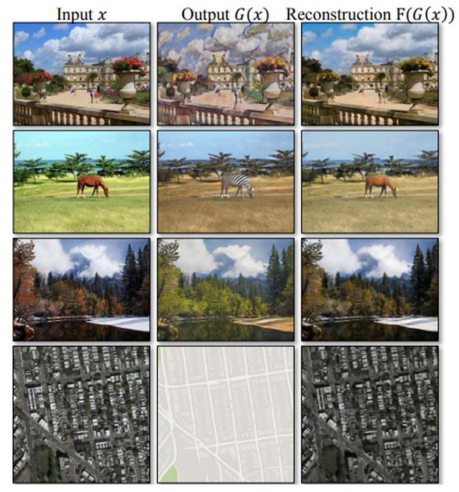 Input x Output G(x) Reconstruction F(G(x))